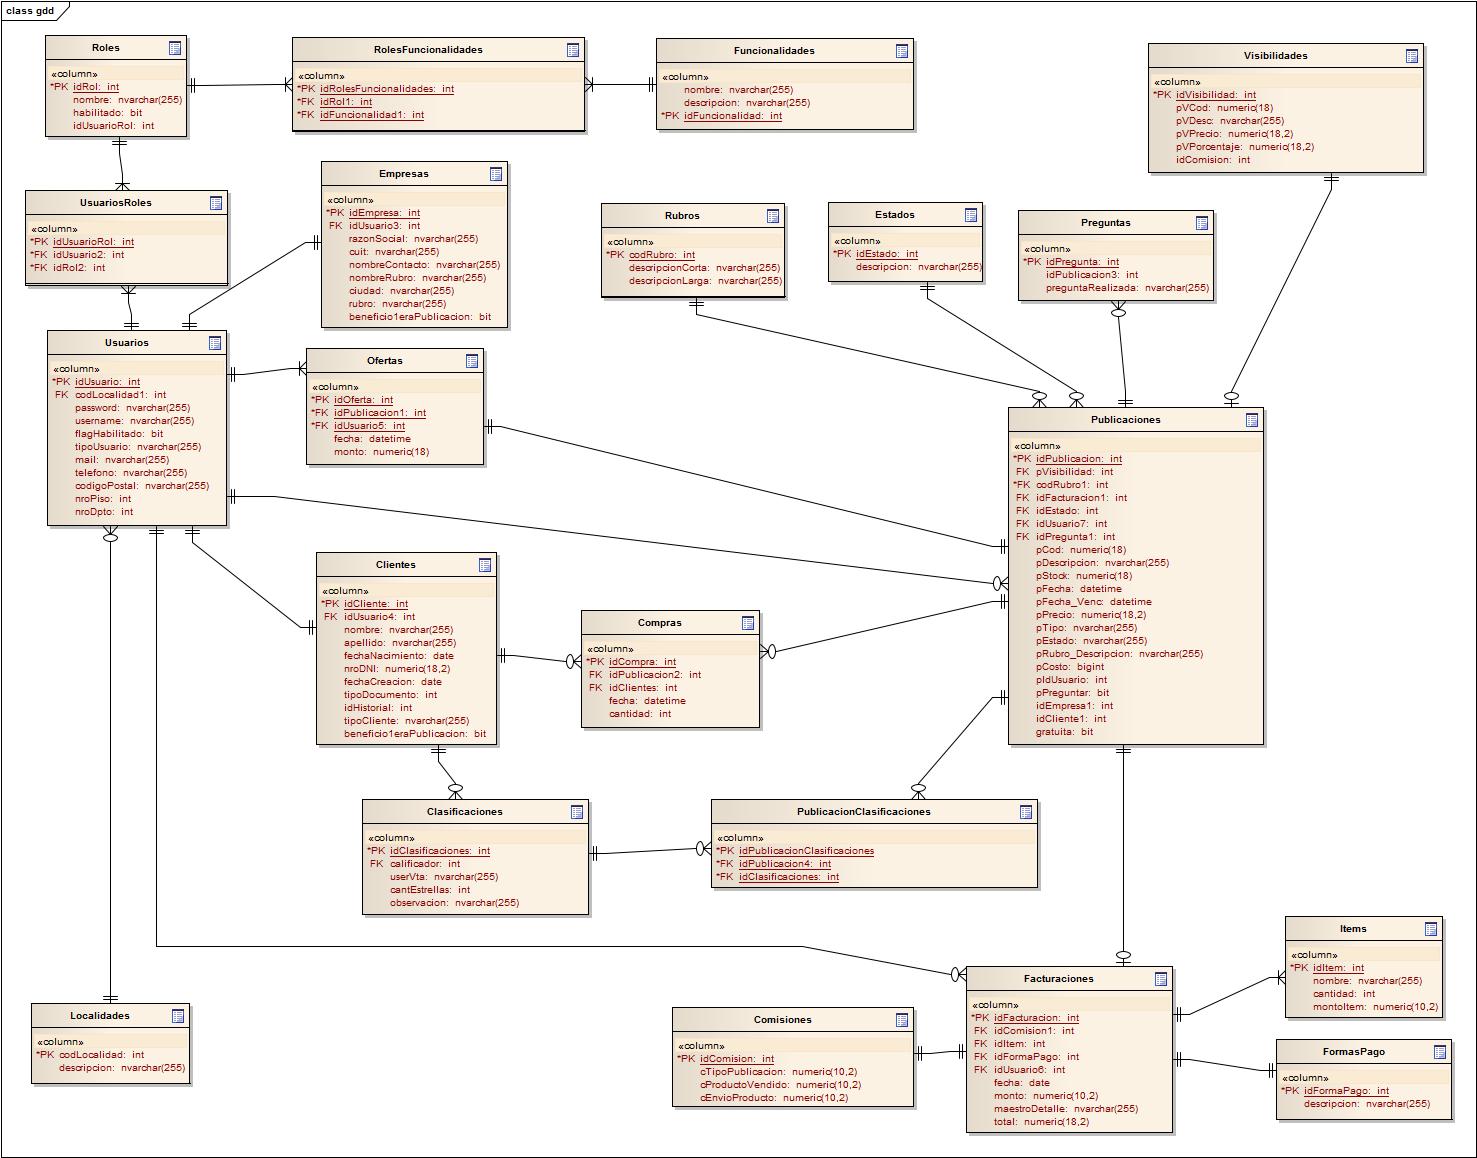 class gdd
Roles
«column»
*PK idRol: int
nombre: nvarchar(255)
habilitado: bit
idUsuarioRol: int
RolesFuncionalidades
«column»
*PK idRolesFuncionalidades: int
*FK idRol1: int
*FK idFuncionalidad1: int
Funcionalidades
«column»
nombre: nvarchar(255)
descripcion: nvarchar(255)
*PK idFuncionalidad: int
Visibilidades
«column»
*PK idVisibilidad: int
pVCod: numeric(18)
pVDesc: nvarchar(255)
pVPrecio: numeric(18,2)
pVPorcentaje: numeric(18,2)
idComision: int
UsuariosRoles
«column»
*PK idUsuarioRol: int
*FK idUsuario2: int
*FK idRol2: int
Empresas
«column»
*PK idEmpresa: int
FK idUsuario3: int
razonSocial: nvarchar(255)
cuit: nvarchar(255)
nombreContacto: nvarchar(255)
nombreRubro: nvarchar(255)
ciudad: nvarchar(255)
rubro: nvarchar(255)
beneficio1eraPublicacion: bit
Rubros
«column»
*PK codRubro: int
descripcionCorta: nvarchar(255)
descripcionLarga: nvarchar(255)
Estados
«column»
*PK idEstado: int
descripcion: nvarchar(255)
Preguntas
«column»
*PK idPregunta: int
idPublicacion3: int
preguntaRealizada: nvarchar(255)
Usuarios
«column»
*PK idUsuario: int
FK codLocalidad1: int
password: nvarchar(255)
username: nvarchar(255)
flagHabilitado: bit
tipoUsuario: nvarchar(255)
mail: nvarchar(255)
telefono: nvarchar(255)
codigoPostal: nvarchar(255)
nroPiso: int
nroDpto: int
Ofertas
«column»
*PK idOferta: int
*FK idPublicacion1: int
*FK idUsuario5: int
fecha: datetime
monto: numeric(18)
Publicaciones
«column»
*PK idPublicacion: int
FK pVisibilidad: int
*FK codRubro1: int
FK idFacturacion1: int
FK idEstado: int
FK idUsuario7: int
FK idPregunta1: int
pCod: numeric(18)
pDescripcion: nvarchar(255)
pStock: numeric(18)
pFecha: datetime
pFecha_Venc: datetime
pPrecio: numeric(18,2)
pTipo: nvarchar(255)
pEstado: nvarchar(255)
pRubro_Descripcion: nvarchar(255)
pCosto: bigint
pIdUsuario: int
pPreguntar: bit
idEmpresa1: int
idCliente1: int
gratuita: bit
Clientes
«column»
*PK idCliente: int
FK idUsuario4: int
nombre: nvarchar(255)
apellido: nvarchar(255)
fechaNacimiento: date
nroDNI: numeric(18,2)
fechaCreacion: date
tipoDocumento: int
idHistorial: int
tipoCliente: nvarchar(255)
beneficio1eraPublicacion: bit
Compras
«column»
*PK idCompra: int
FK idPublicacion2: int
FK idClientes: int
fecha: datetime
cantidad: int
Clasificaciones
«column»
*PK idClasificaciones: int
FK calificador: int
userVta: nvarchar(255)
cantEstrellas: int
observacion: nvarchar(255)
PublicacionClasificaciones
«column»
*PK idPublicacionClasificaciones
*FK idPublicacion4: int
*FK idClasificaciones: int
Items
«column»
*PK idItem: int
nombre: nvarchar(255)
cantidad: int
montoItem: numeric(10,2)
Facturaciones
«column»
*PK idFacturacion: int
FK idComision1: int
FK idItem: int
FK idFormaPago: int
FK idUsuario6: int
fecha: date
monto: numeric(10,2)
maestroDetalle: nvarchar(255)
total: numeric(18,2)
Localidades
«column»
*PK codLocalidad: int
descripcion: nvarchar(255)
Comisiones
«column»
*PK idComision: int
cTipoPublicacion: numeric(10,2)
cProductoVendido: numeric(10,2)
cEnvioProducto: numeric(10,2)
FormasPago
«column»
*PK idFormaPago: int
descripcion: nvarchar(255)